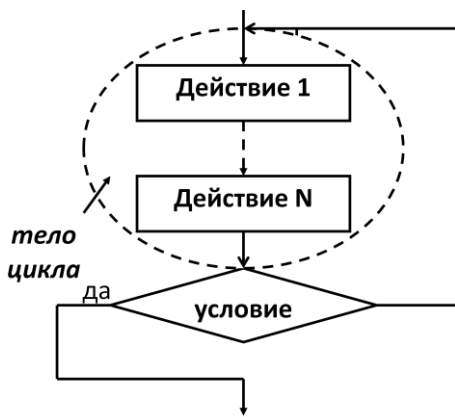 Действие 1
Действие N
тело
цикла
да
условие